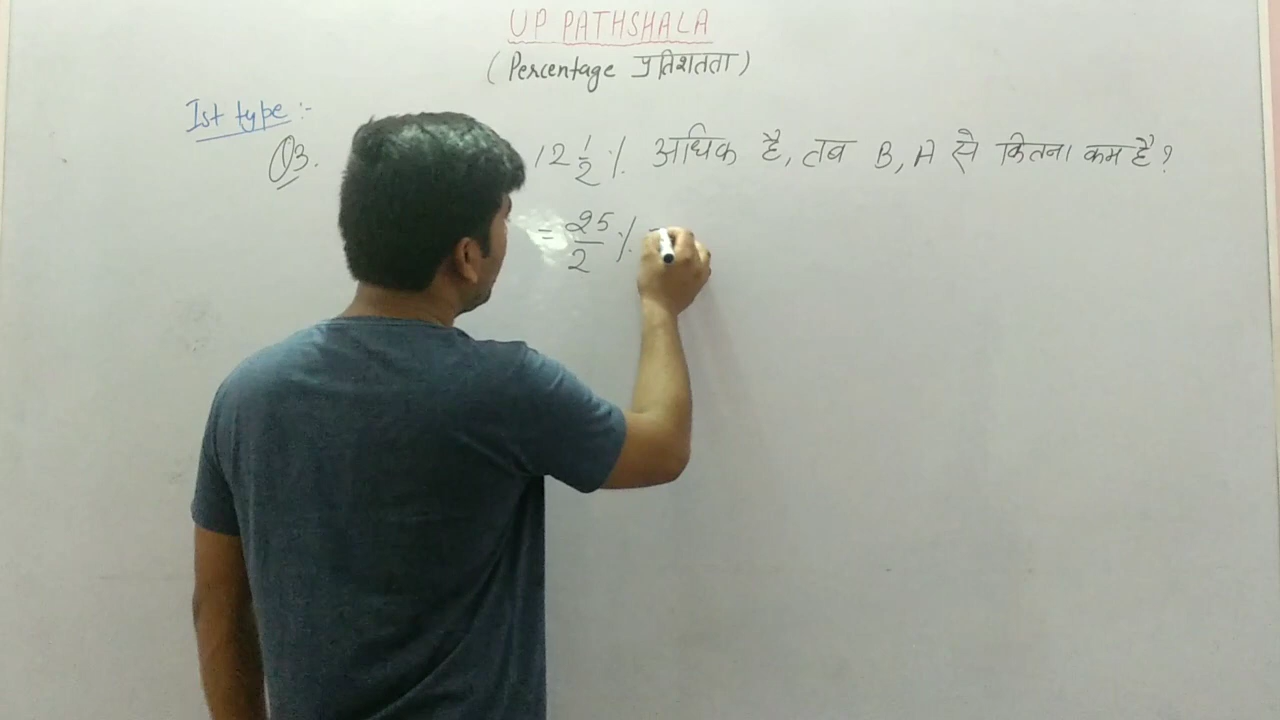 UP PATHSHALA
(Percentage प्रतिशतता)
Ist type :-
Q3. 12 1/2 % अधिक है, तब B, A से कितना कम है?
= 25/2 %